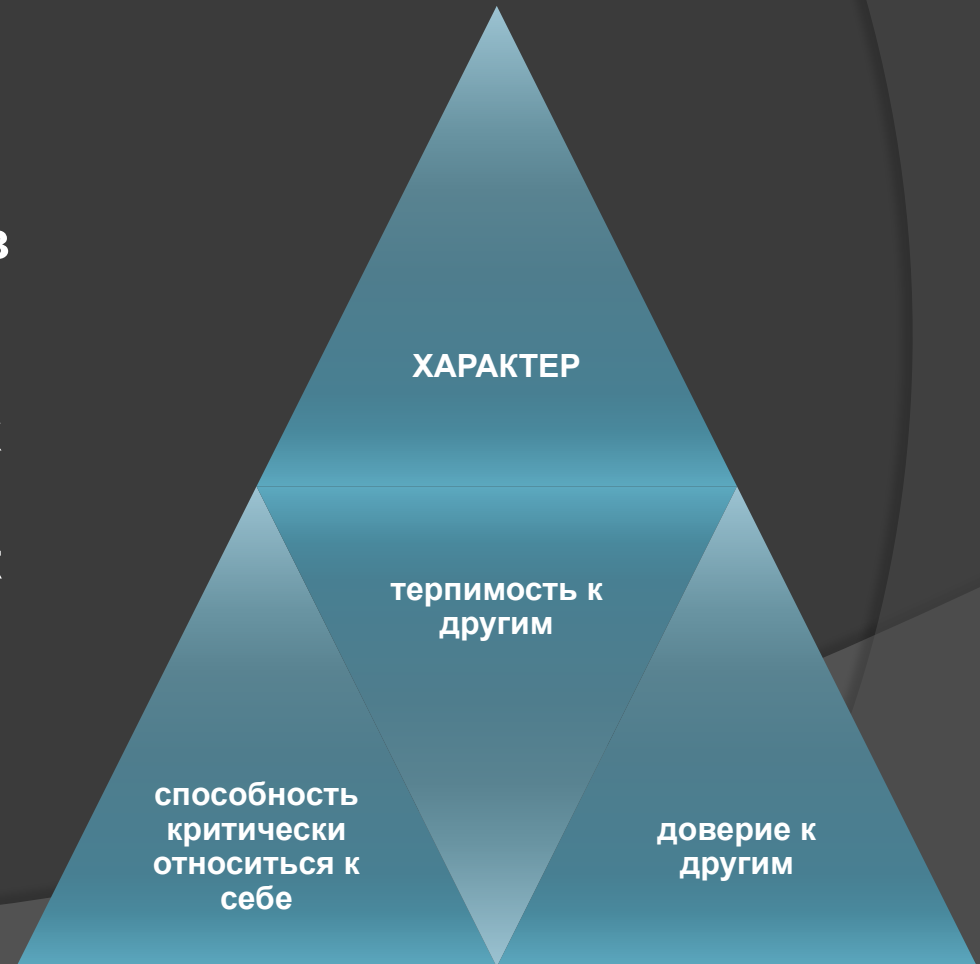 ХАРАКТЕР
терпимость к
другим
способность
критически
относиться к
себе
доверие к
другим